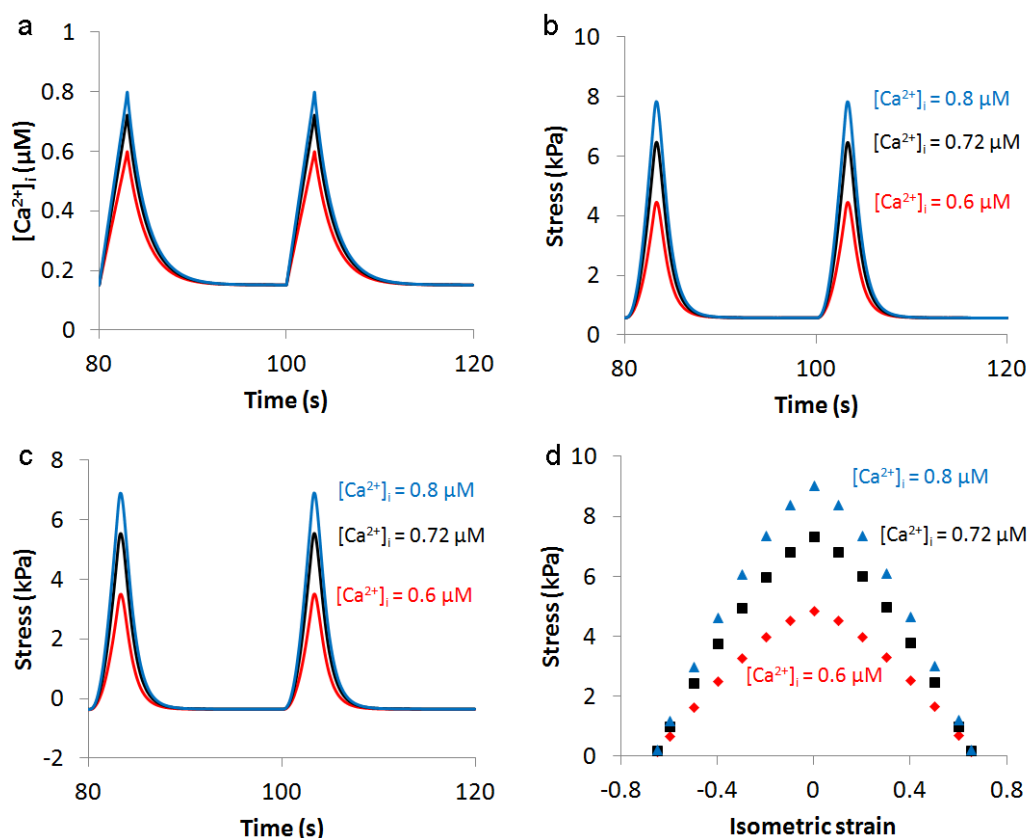 a
1
0.8
0.6
0.4
0.2
0
[Ca²⁺]ᵢ (µM)
80
100
120
Time (s)
b
10
8
6
4
2
0
Stress (kPa)
[Ca²⁺]ᵢ = 0.8 µM
[Ca²⁺]ᵢ = 0.72 µM
[Ca²⁺]ᵢ = 0.6 µM
80
100
120
Time (s)
c
8
6
4
2
0
-2
Stress (kPa)
[Ca²⁺]ᵢ = 0.8 µM
[Ca²⁺]ᵢ = 0.72 µM
[Ca²⁺]ᵢ = 0.6 µM
80
100
120
Time (s)
d
10
8
6
4
2
0
Stress (kPa)
[Ca²⁺]ᵢ = 0.8 µM
[Ca²⁺]ᵢ = 0.72 µM
[Ca²⁺]ᵢ = 0.6 µM
-0.8
-0.4
0
0.4
0.8
Isometric strain